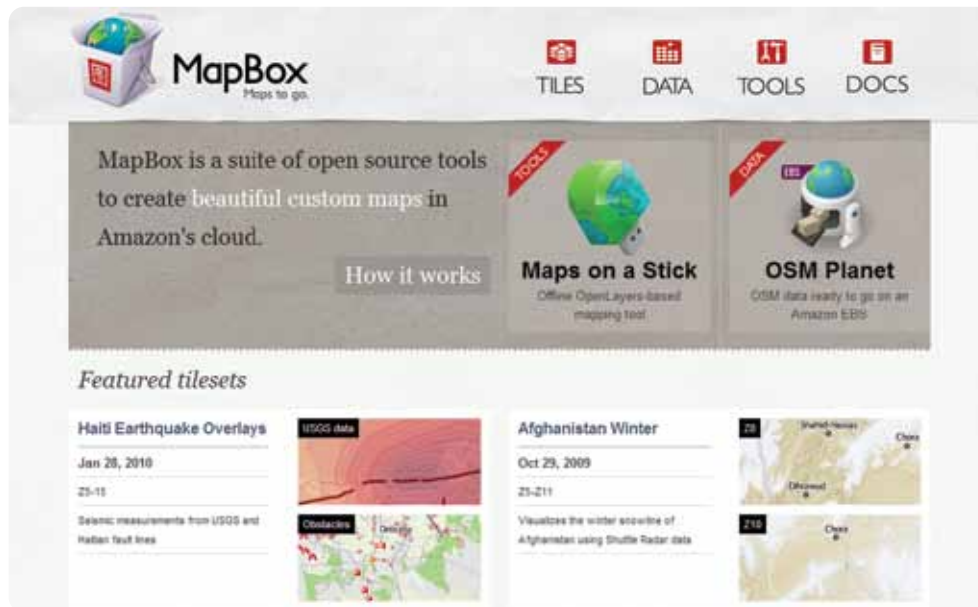 MapBox
Maps to go.
TILES
DATA
TOOLS
DOCS
MapBox is a suite of open source tools
to create beautiful custom maps in
Amazon's cloud.
How it works
TOOLS
Maps on a Stick
Offline OpenLayers-based
mapping tool
DATA
EBS
OSM Planet
OSM data ready to go on an
Amazon EBS
Featured tilesets
Haiti Earthquake Overlays
Jan 28, 2010
Z5-15
Seismic measurements from USGS and
Haitian fault lines
USGS data
Obstacles
Afghanistan Winter
Oct 29, 2009
Z5-Z11
Visualizes the winter snowline of
Afghanistan using Shuttle Radar data
Z8
Chora
Z10
Chora